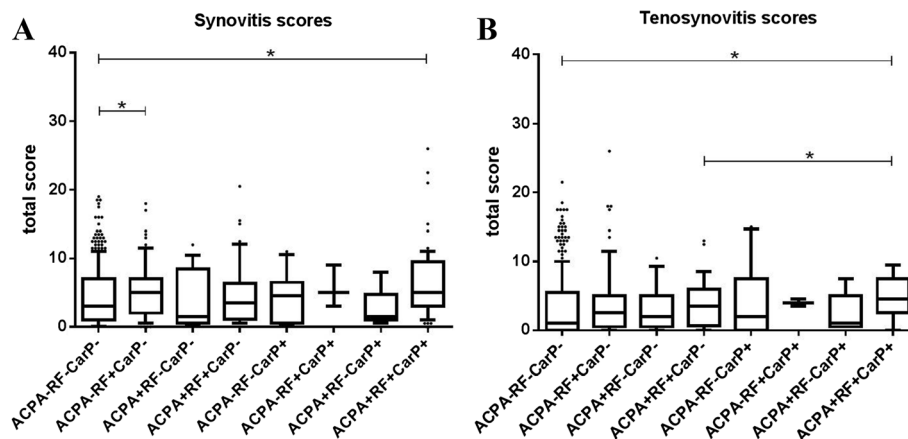 A
Synovitis scores
total score
40
30
20
10
0
*
*
ACPA-RF-CarP-
ACPA-RF+CarP-
ACPA+RF-CarP-
ACPA+RF+CarP-
ACPA-RF-CarP+
ACPA-RF+CarP+
ACPA+RF-CarP+
ACPA+RF+CarP+
B
Tenosynovitis scores
total score
40
30
20
10
0
*
*
ACPA-RF-CarP-
ACPA-RF+CarP-
ACPA+RF-CarP-
ACPA+RF+CarP-
ACPA-RF-CarP+
ACPA-RF+CarP+
ACPA+RF-CarP+
ACPA+RF+CarP+